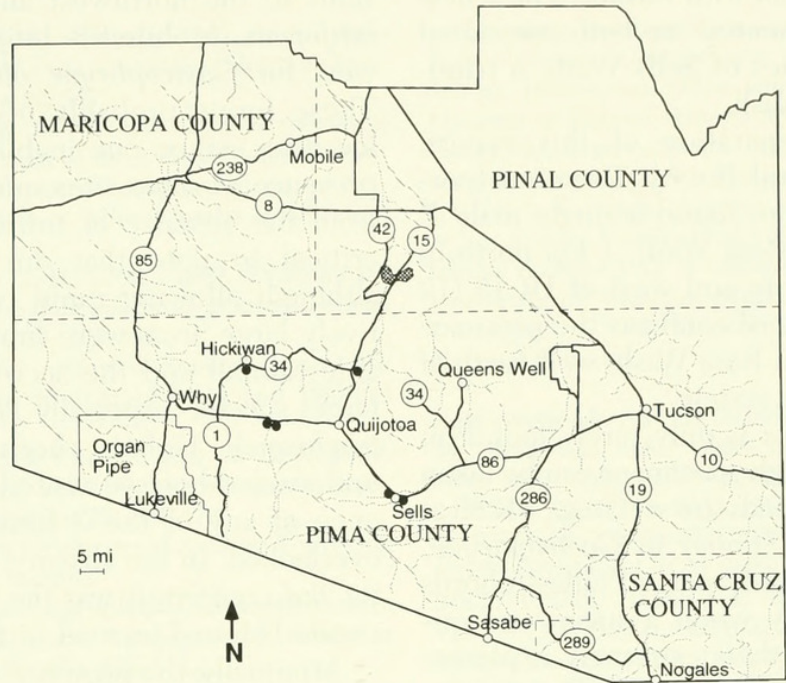 MARICOPA COUNTY
Mobile
238
PINAL COUNTY
8
42
15
85
Hickiwan
34
Queens Well
Why
34
Tucson
Quijotoa
1
Organ
Pipe
86
10
Lukeville
286
19
Sells
PIMA COUNTY
5 mi
SANTA CRUZ
COUNTY
Sasabe
289
N
Nogales